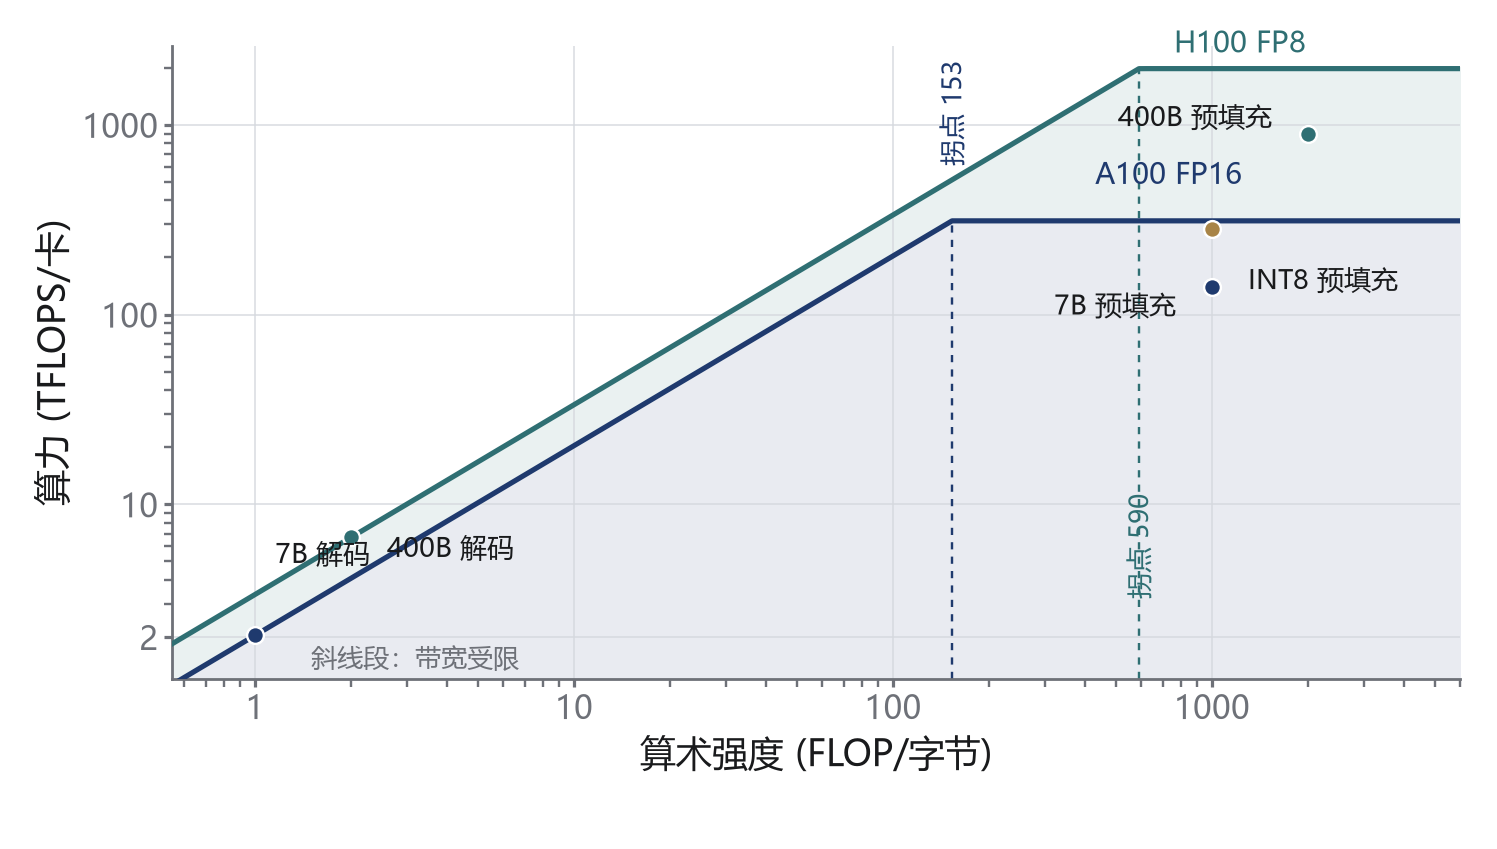 H100 FP8
拐点 153
400B 预填充
A100 FP16
INT8 预填充
7B 预填充
拐点 590
7B 解码
400B 解码
斜线段：带宽受限
算力 (TFLOPS/卡)
1000
100
10
2
1
10
100
1000
算术强度 (FLOP/字节)